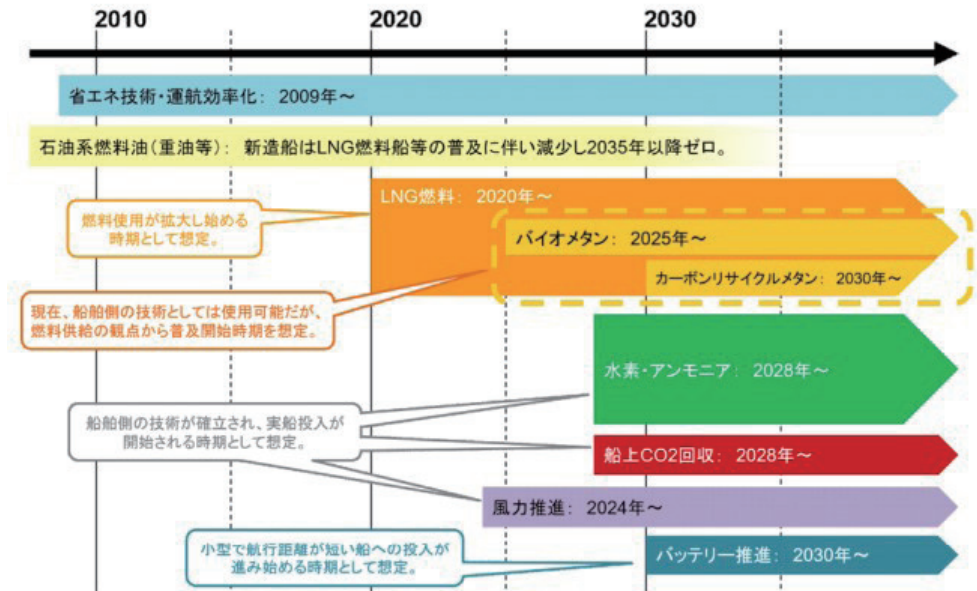 2010
2020
2030
省エネ技術・運航効率化： 2009年～
石油系燃料油（重油等）： 新造船はLNG燃料船等の普及に伴い減少し2035年以降ゼロ。
LNG燃料： 2020年～
燃料使用が拡大し始める
時期として想定。
バイオメタン： 2025年～
カーボンリサイクルメタン： 2030年～
現在、船舶側の技術としては使用可能だが、
燃料供給の観点から普及開始時期を想定。
水素・アンモニア： 2028年～
船舶側の技術が確立され、実船投入が
開始される時期として想定。
船上CO2回収： 2028年～
風力推進： 2024年～
小型で航行距離が短い船への投入が
進み始める時期として想定。
バッテリー推進： 2030年～